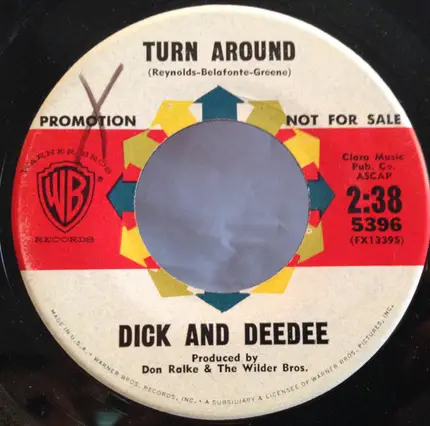 TURN AROUND
(Reynolds-Belafonte-Greene)
PROMOTION
NOT FOR SALE
WARNER BROS
WB
RECORDS
Clara Music
Pub. Co.
ASCAP
2:38
5396
(FX13395)
DICK AND DEEDEE
Produced by
Don Ralke & The Wilder Bros.
MADE IN U.S.A. • WARNER BROS. RECORDS, INC. • A SUBSIDIARY & LICENSEE OF WARNER BROS. PICTURES, INC.